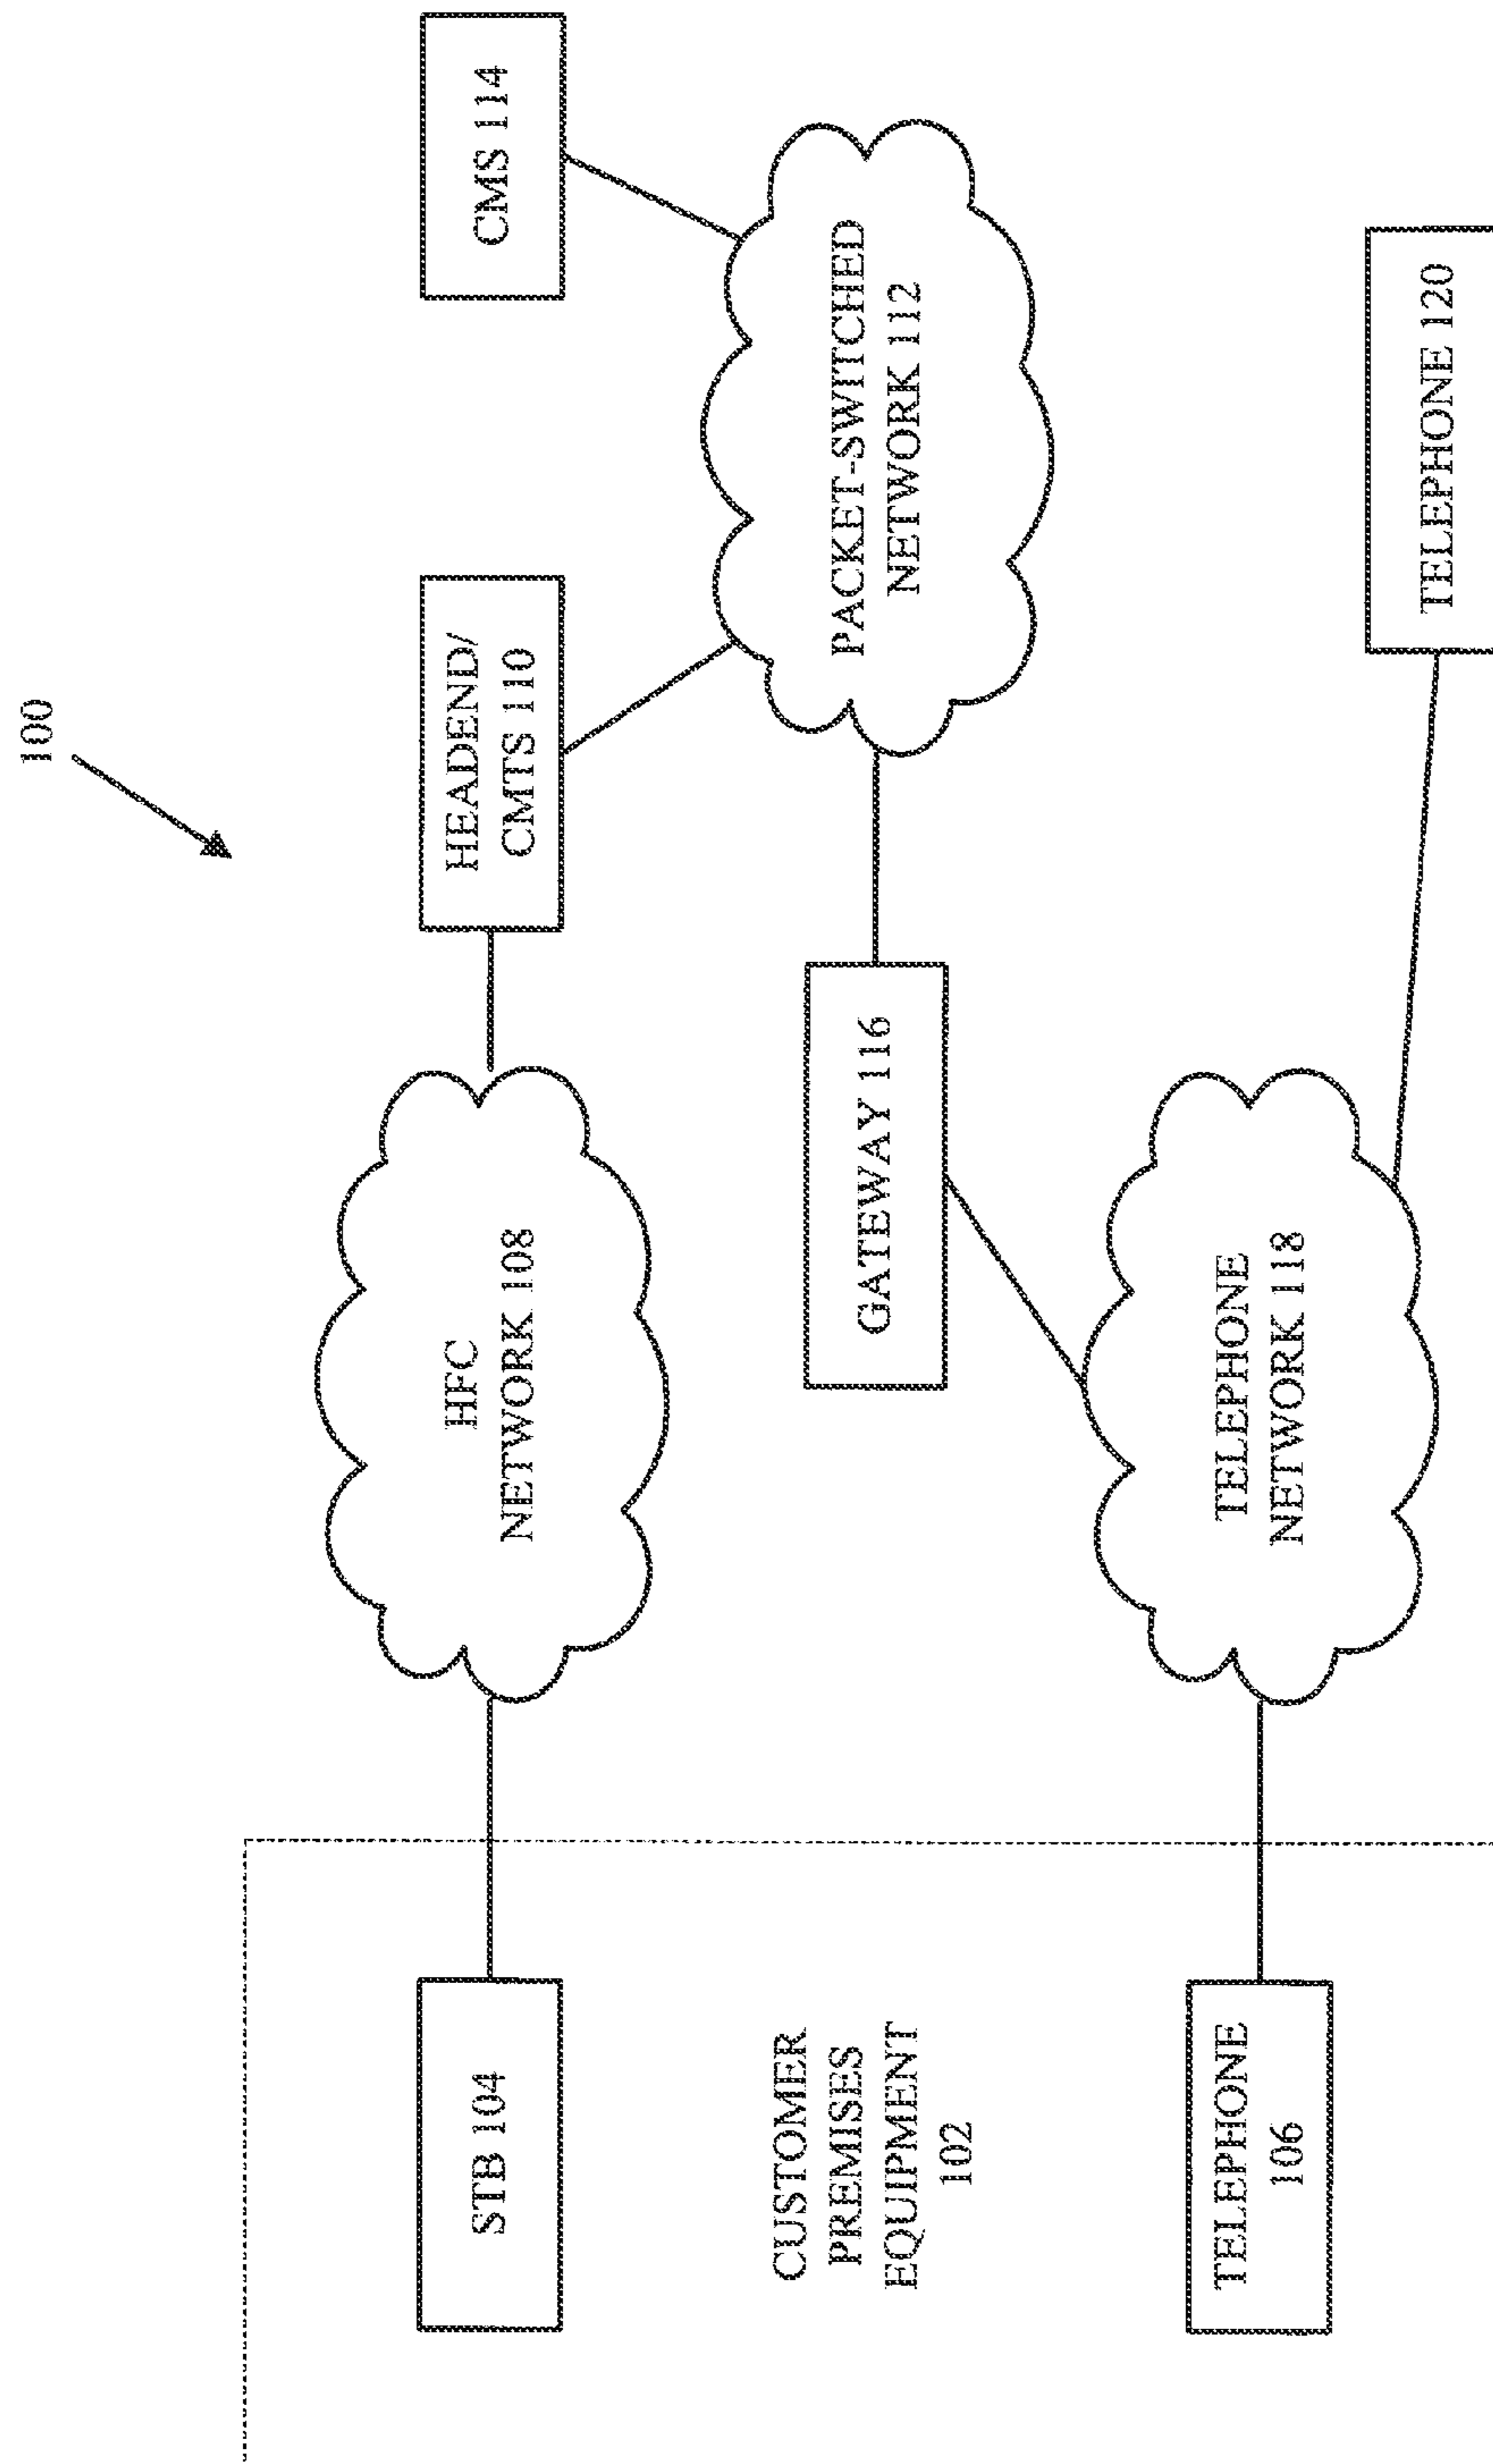 100
STB 104
HFC
NETWORK 108
HEADEND/
CMTS 110
CMS 114
CUSTOMER
PREMISES
EQUIPMENT
102
GATEWAY 116
PACKET-SWITCHED
NETWORK 112
TELEPHONE
106
TELEPHONE
NETWORK 118
TELEPHONE 120